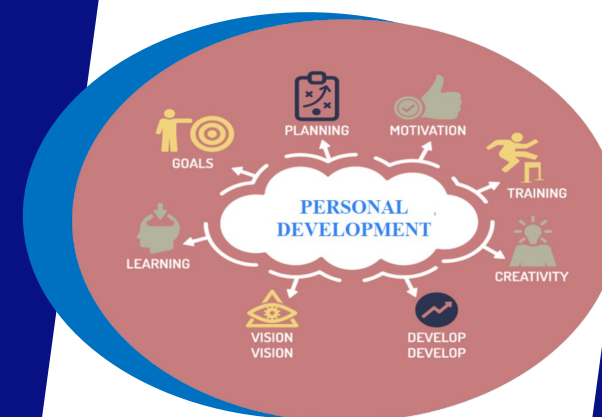 PLANNING
MOTIVATION
GOALS
TRAINING
PERSONAL
DEVELOPMENT
LEARNING
CREATIVITY
VISION
VISION
DEVELOP
DEVELOP